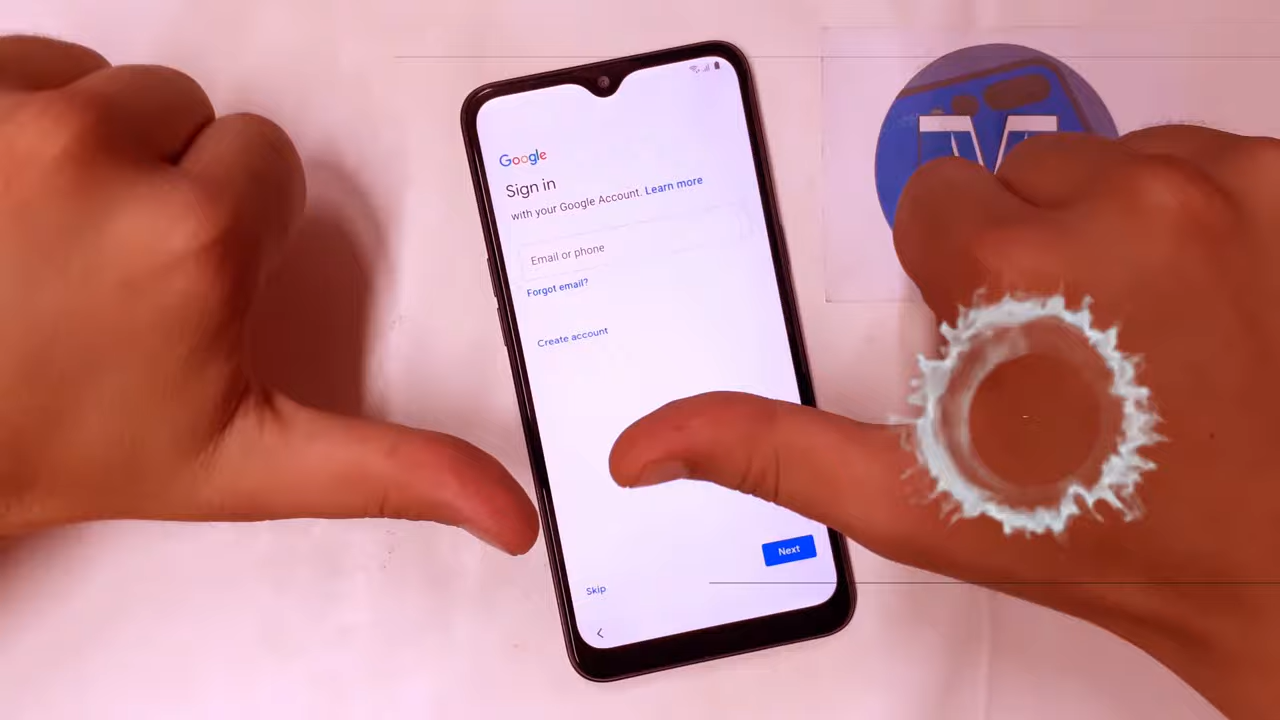 Google
Sign in
with your Google Account. Learn more
Email or phone
Forgot email?
Create account
Next
Skip